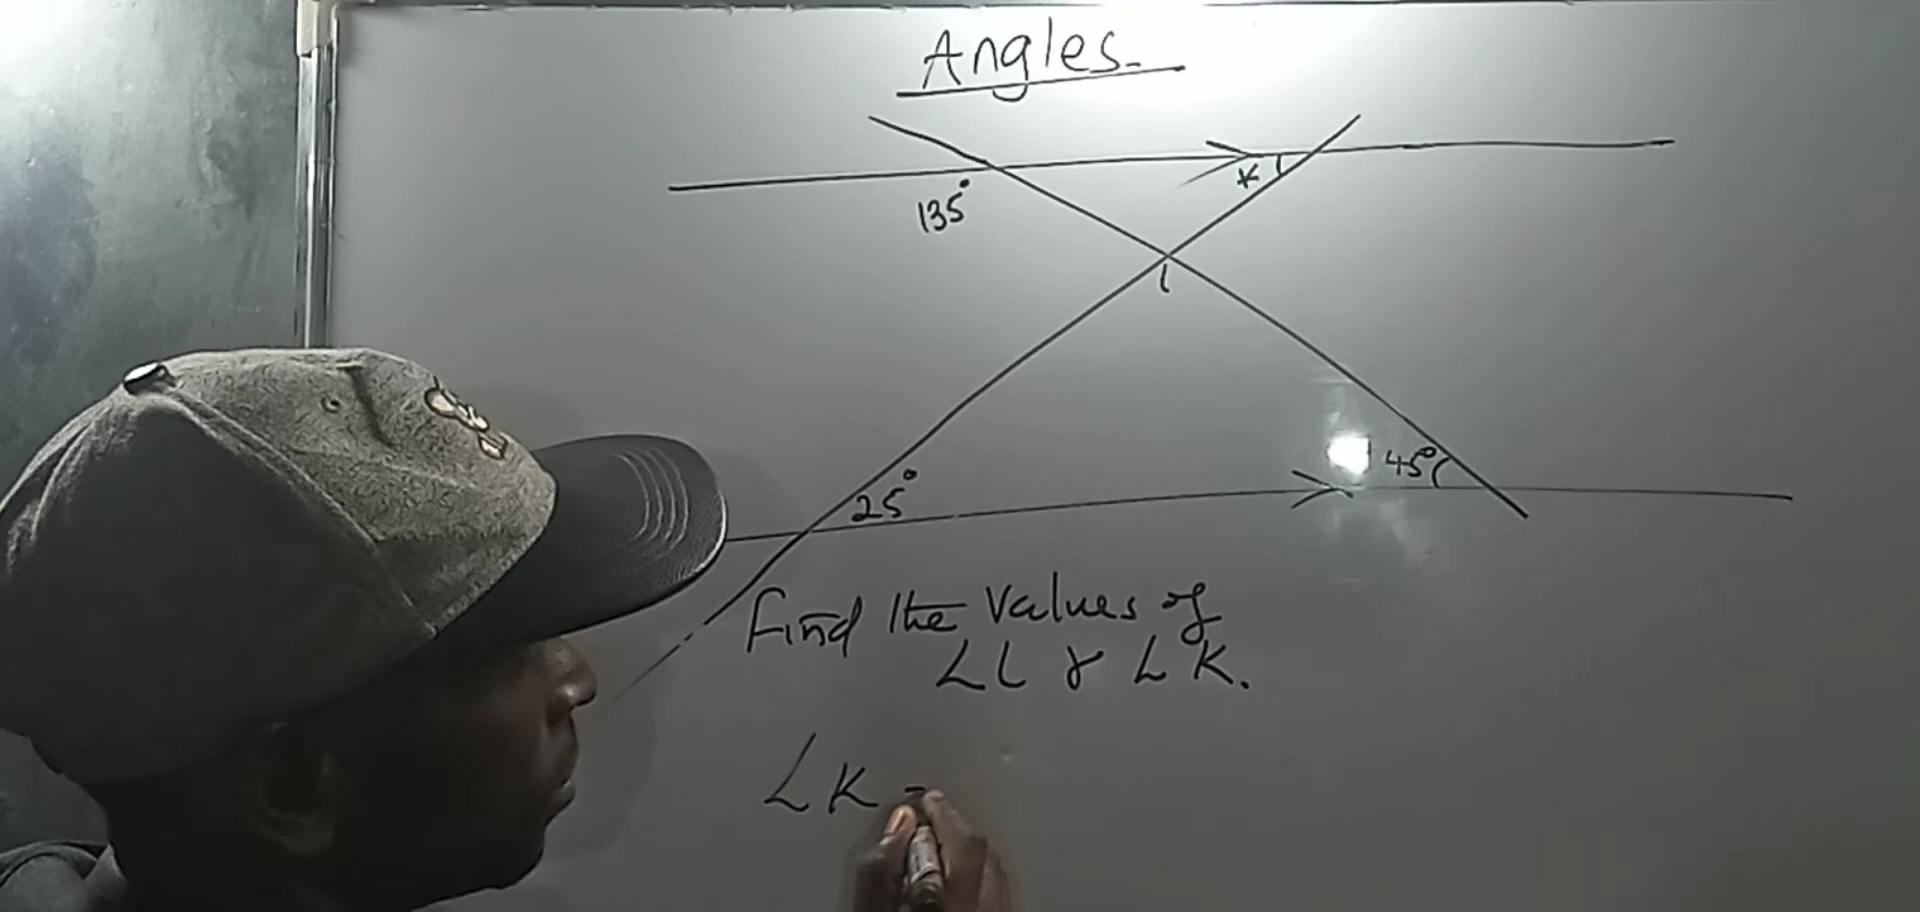 Angles.
K
135°
L
45°
25°
Find the values of
∠L & ∠K.
∠K =